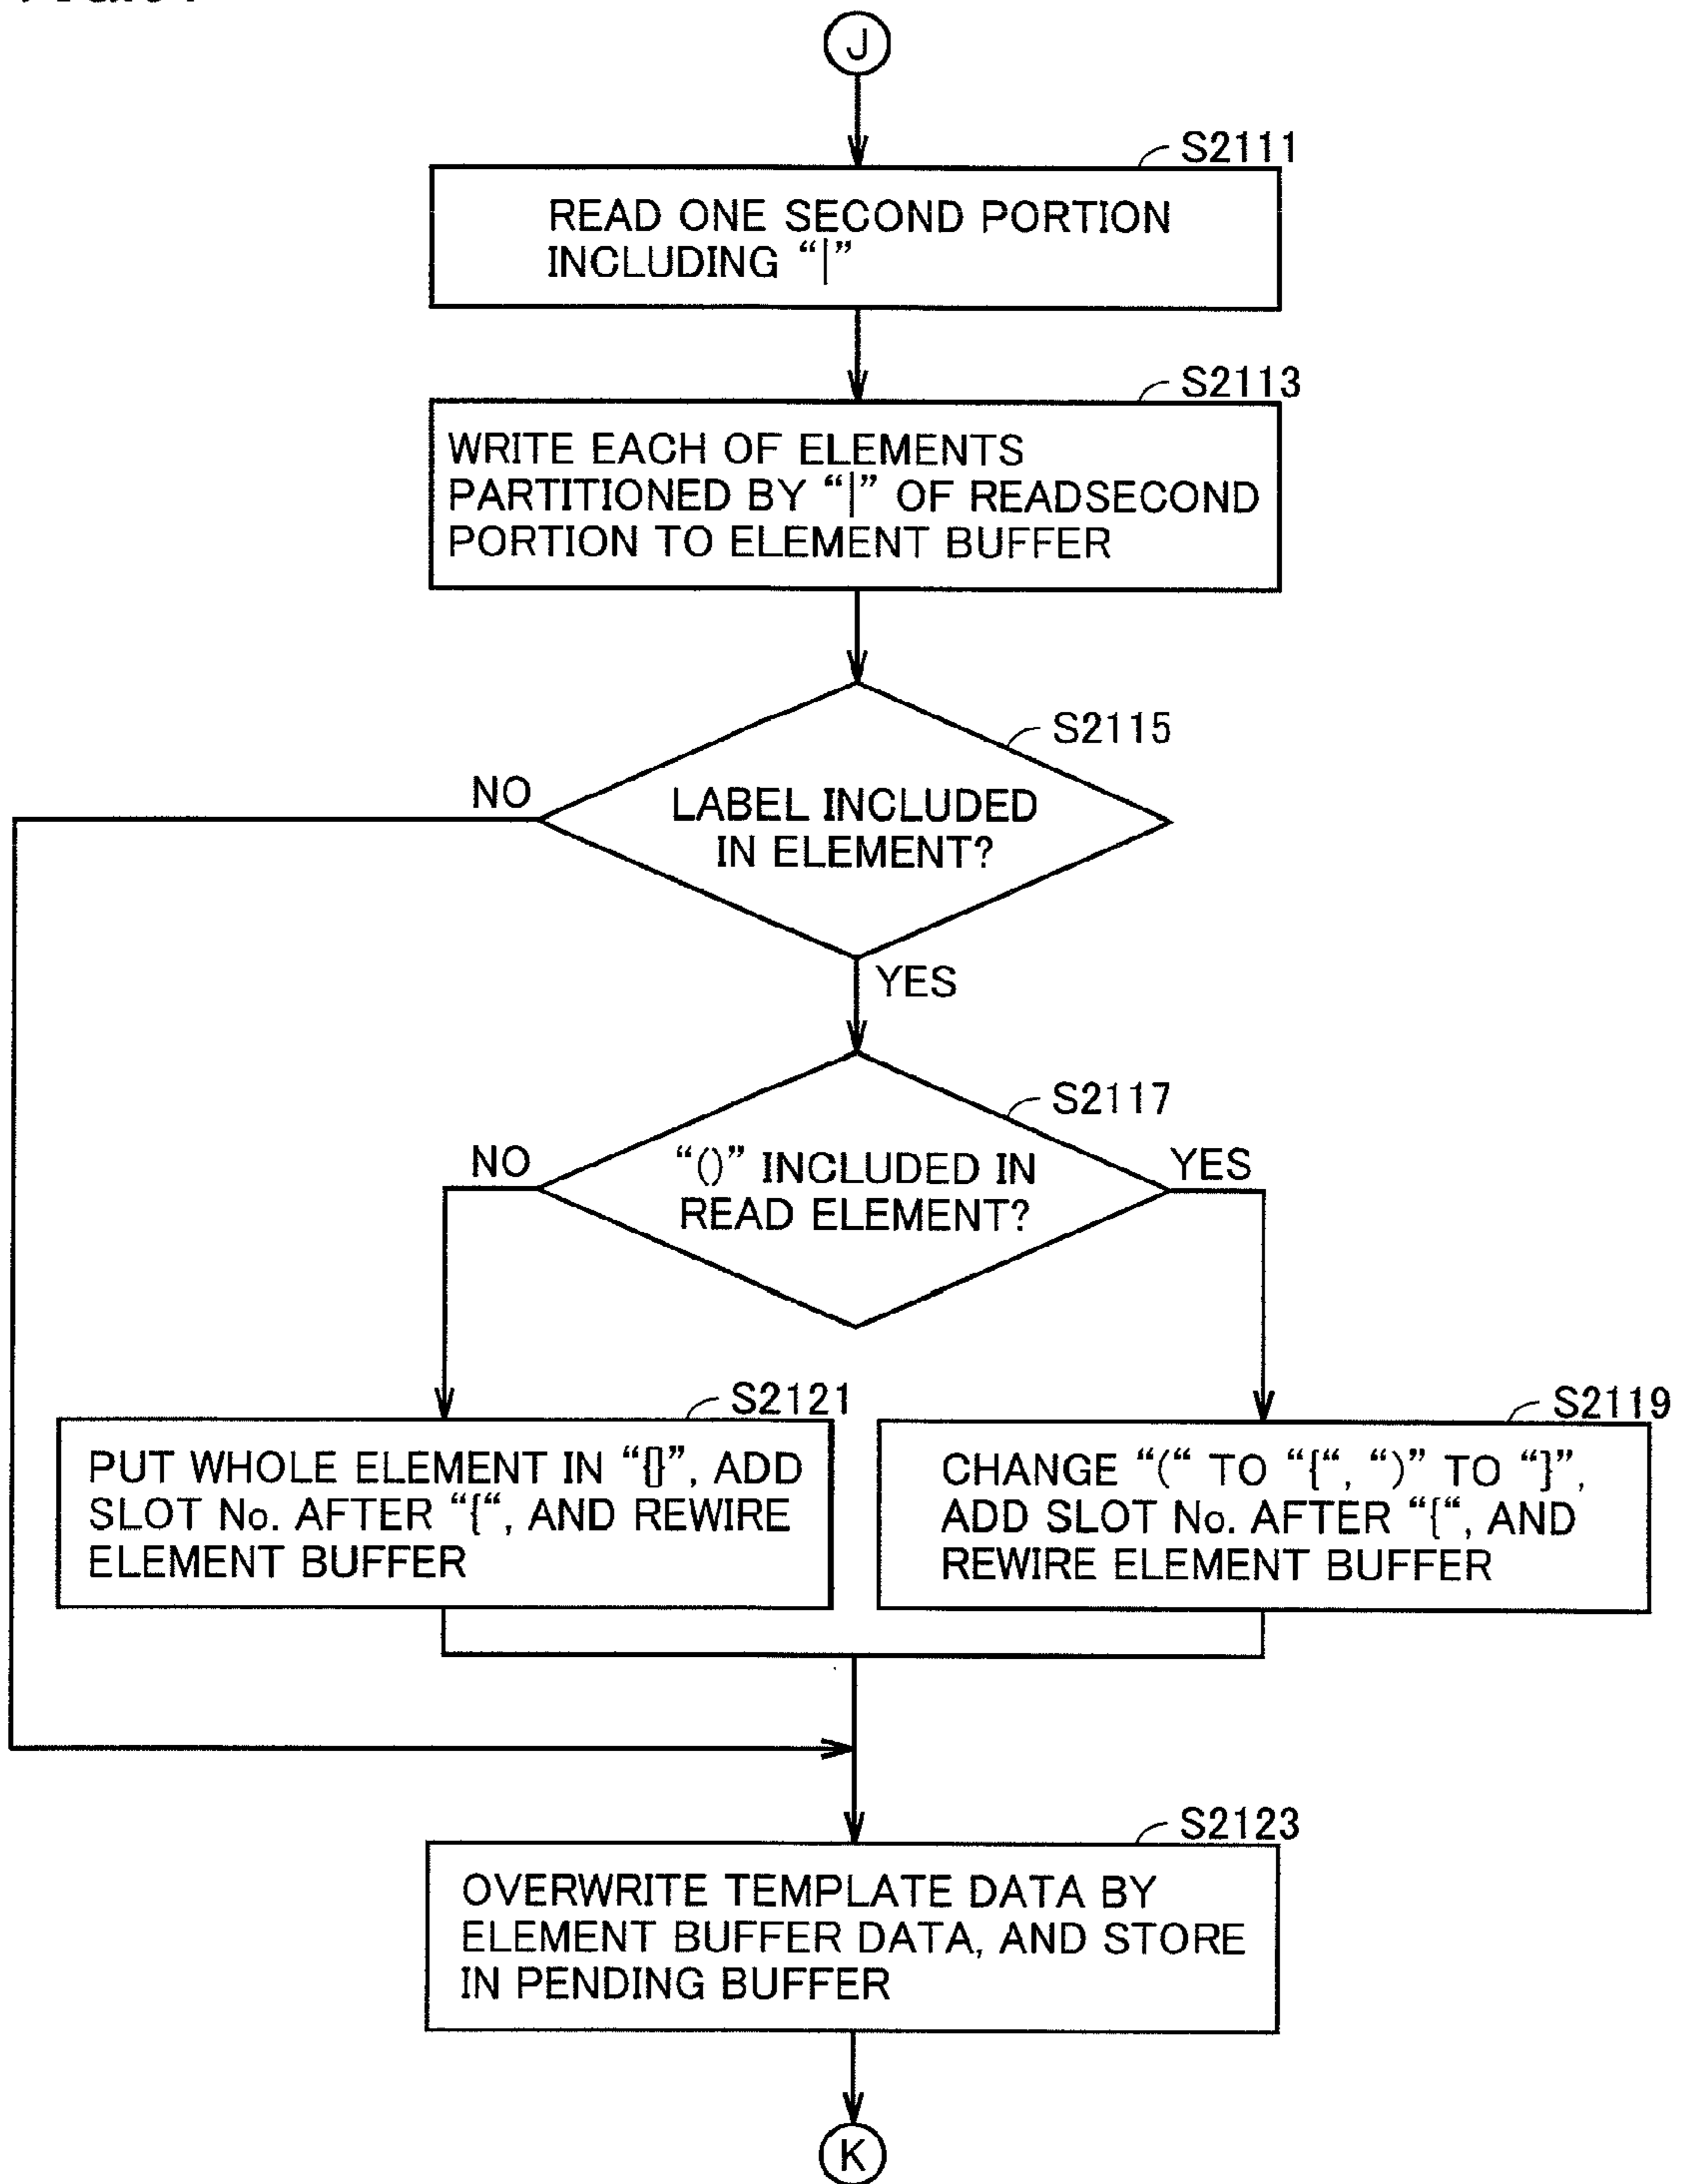 J
S2111
READ ONE SECOND PORTION
INCLUDING “|”
S2113
WRITE EACH OF ELEMENTS
PARTITIONED BY “|” OF READSECOND
PORTION TO ELEMENT BUFFER
S2115
NO
LABEL INCLUDED
IN ELEMENT?
YES
S2117
NO
“()” INCLUDED IN
READ ELEMENT?
YES
S2121
PUT WHOLE ELEMENT IN “{}”, ADD
SLOT No. AFTER “{“, AND REWIRE
ELEMENT BUFFER
S2119
CHANGE “(“ TO “{“, “)” TO “}”,
ADD SLOT No. AFTER “{“, AND
REWIRE ELEMENT BUFFER
S2123
OVERWRITE TEMPLATE DATA BY
ELEMENT BUFFER DATA, AND STORE
IN PENDING BUFFER
K